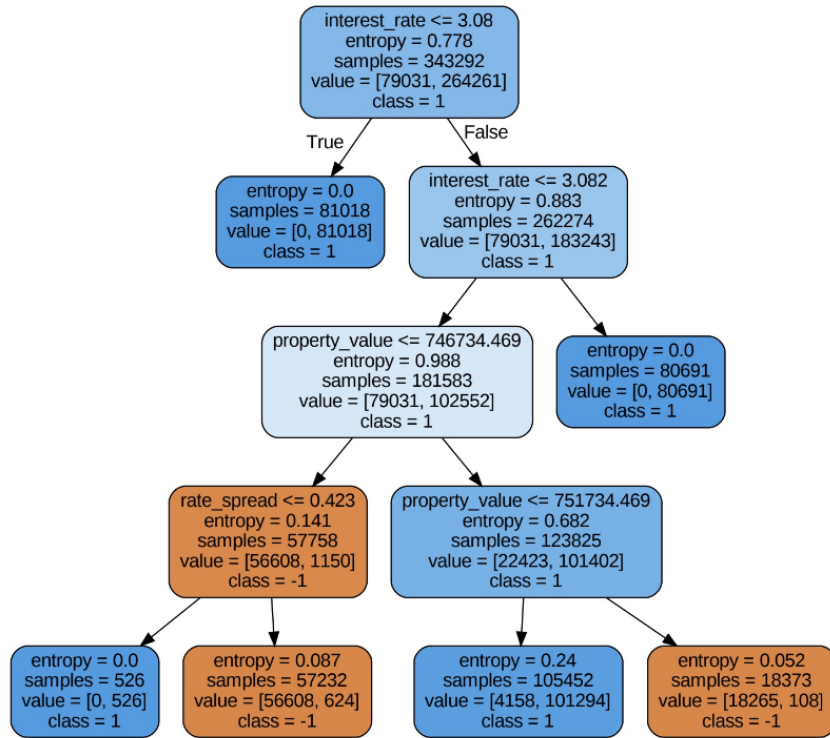 interest_rate <= 3.08
entropy = 0.778
samples = 343292
value = [79031, 264261]
class = 1
True
False
entropy = 0.0
samples = 81018
value = [0, 81018]
class = 1
interest_rate <= 3.082
entropy = 0.883
samples = 262274
value = [79031, 183243]
class = 1
property_value <= 746734.469
entropy = 0.988
samples = 181583
value = [79031, 102552]
class = 1
entropy = 0.0
samples = 80691
value = [0, 80691]
class = 1
rate_spread <= 0.423
entropy = 0.141
samples = 57758
value = [56608, 1150]
class = -1
property_value <= 751734.469
entropy = 0.682
samples = 123825
value = [22423, 101402]
class = 1
entropy = 0.0
samples = 526
value = [0, 526]
class = 1
entropy = 0.087
samples = 57232
value = [56608, 624]
class = -1
entropy = 0.24
samples = 105452
value = [4158, 101294]
class = 1
entropy = 0.052
samples = 18373
value = [18265, 108]
class = -1